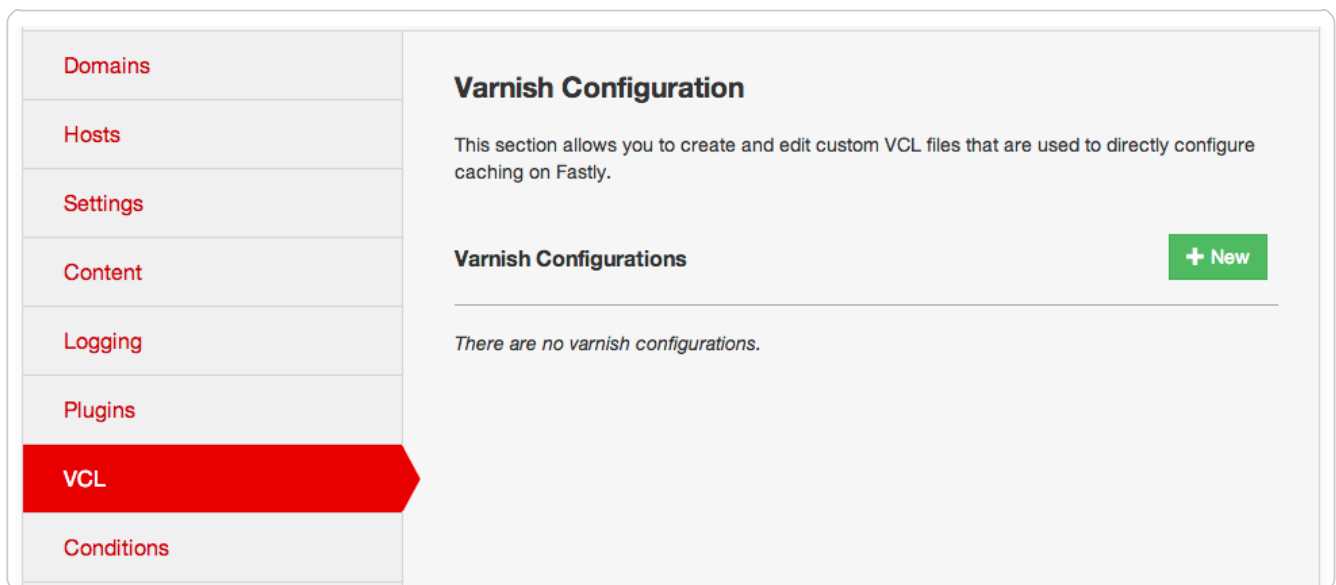 Domains
Hosts
Settings
Content
Logging
Plugins
VCL
Conditions
Varnish Configuration
This section allows you to create and edit custom VCL files that are used to directly configure
caching on Fastly.
Varnish Configurations
+ New
There are no varnish configurations.